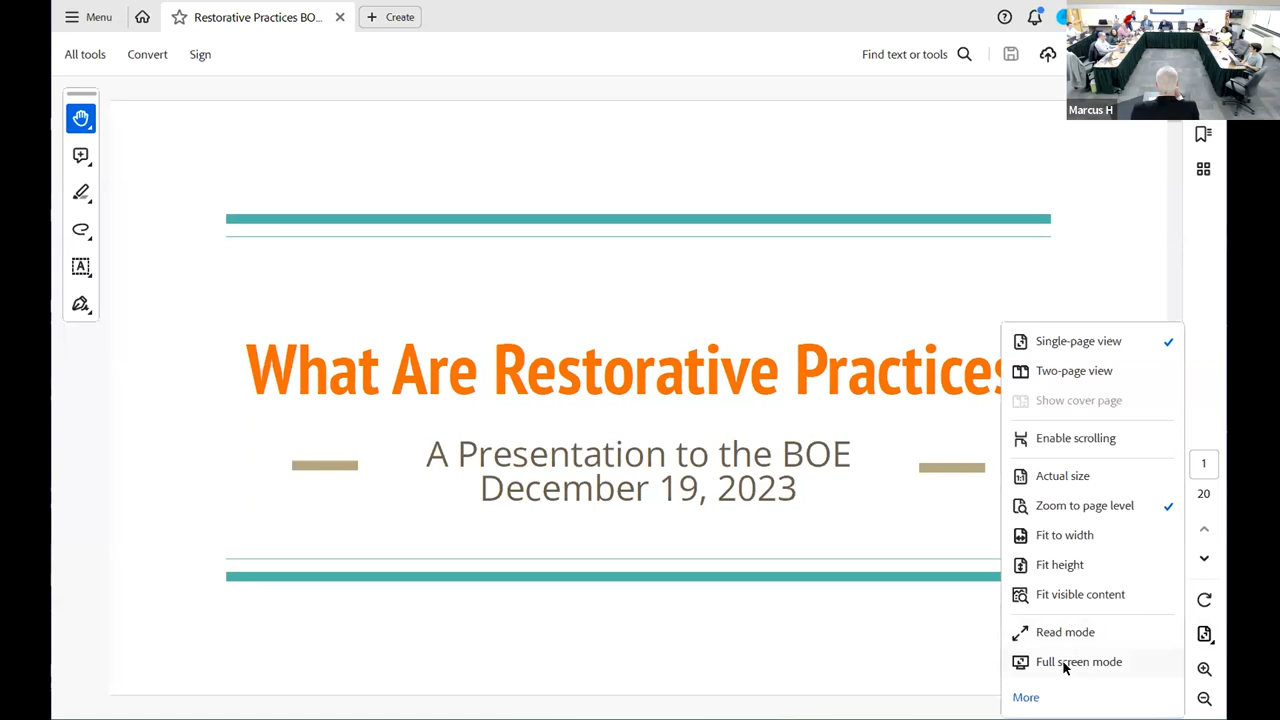 Menu
Restorative Practices BO...
Create
All tools
Convert
Sign
Find text or tools
Marcus H
What Are Restorative Practices
A Presentation to the BOE
December 19, 2023
Single-page view
Two-page view
Show cover page
Enable scrolling
Actual size
Zoom to page level
Fit to width
Fit height
Fit visible content
Read mode
Full screen mode
More
1
20